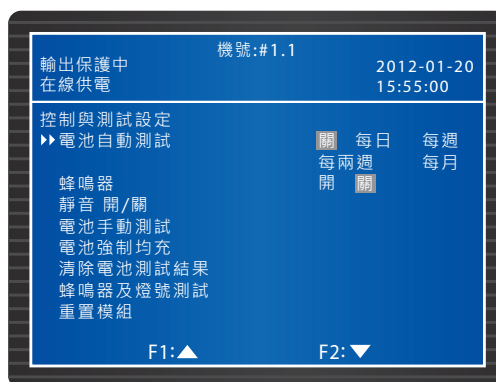 機號:#1.1
輸出保護中 2012-01-20
在線供電 15:55:00
控制與測試設定
電池自動測試 關 每日 每週
每兩週 每月
蜂鳴器 開 關
靜音 開/關
電池手動測試
電池強制均充
清除電池測試結果
蜂鳴器及燈號測試
重置模組
F1:▲ F2:▼